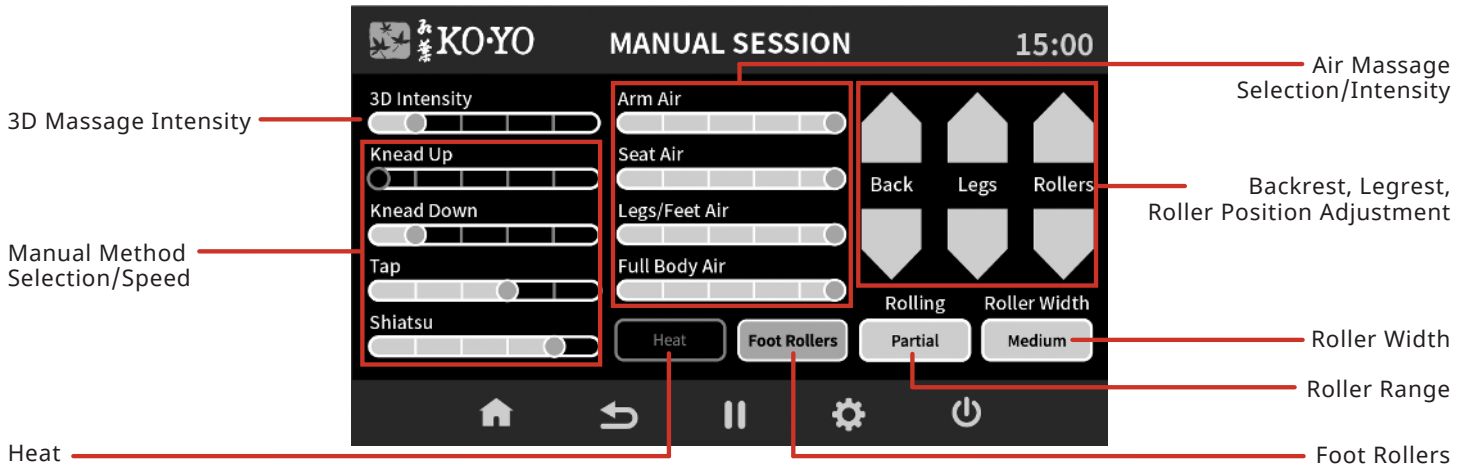 お葉
KO·YO
MANUAL SESSION
15:00
3D Massage Intensity
Manual Method
Selection/Speed
Heat
3D Intensity
Knead Up
Knead Down
Tap
Shiatsu
Arm Air
Seat Air
Legs/Feet Air
Full Body Air
Heat
Foot Rollers
Back
Legs
Rollers
Rolling
Roller Width
Partial
Medium
Air Massage
Selection/Intensity
Backrest, Legrest,
Roller Position Adjustment
Roller Width
Roller Range
Foot Rollers